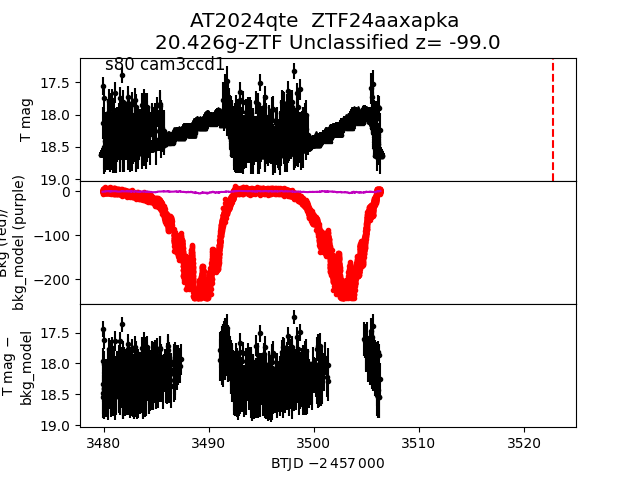 AT2024qte ZTF24aaxapka
20.426g-ZTF Unclassified z= -99.0
s80 cam3ccd1
17.5
18.0
18.5
19.0
T mag
0
−100
−200
Bkg (red)/
bkg_model (purple)
17.5
18.0
18.5
19.0
T mag −
bkg_model
3480 3490 3500 3510 3520
BTJD −2 457 000